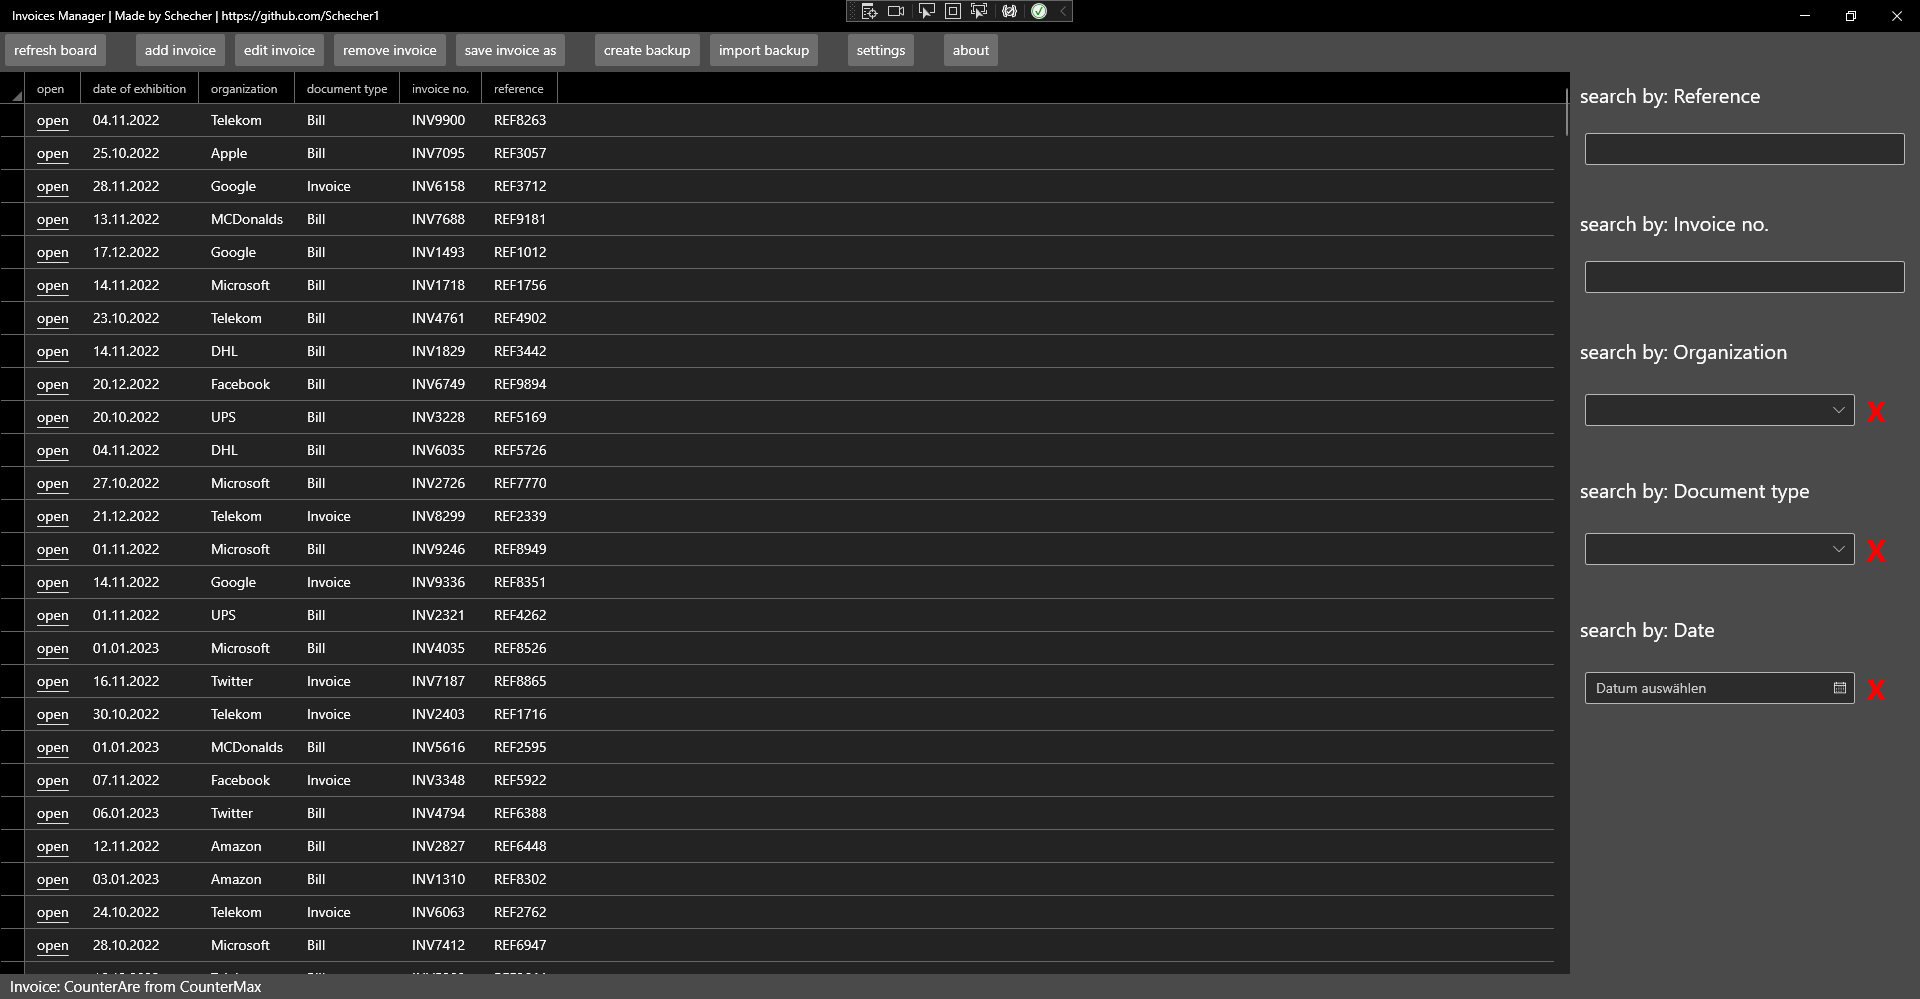 Invoices Manager | Made by Schecher | https://github.com/Schecher1
refresh board add invoice edit invoice remove invoice save invoice as create backup import backup settings about
open date of exhibition organization document type invoice no. reference
open 04.11.2022 Telekom Bill INV9900 REF8263
open 25.10.2022 Apple Bill INV7095 REF3057
open 28.11.2022 Google Invoice INV6158 REF3712
open 13.11.2022 MCDonalds Bill INV7688 REF9181
open 17.12.2022 Google Bill INV1493 REF1012
open 14.11.2022 Microsoft Bill INV1718 REF1756
open 23.10.2022 Telekom Bill INV4761 REF4902
open 14.11.2022 DHL Bill INV1829 REF3442
open 20.12.2022 Facebook Bill INV6749 REF9894
open 20.10.2022 UPS Bill INV3228 REF5169
open 04.11.2022 DHL Bill INV6035 REF5726
open 27.10.2022 Microsoft Bill INV2726 REF7770
open 21.12.2022 Telekom Invoice INV8299 REF2339
open 01.11.2022 Microsoft Bill INV9246 REF8949
open 14.11.2022 Google Invoice INV9336 REF8351
open 01.11.2022 UPS Bill INV2321 REF4262
open 01.01.2023 Microsoft Bill INV4035 REF8526
open 16.11.2022 Twitter Invoice INV7187 REF8865
open 30.10.2022 Telekom Invoice INV2403 REF1716
open 01.01.2023 MCDonalds Bill INV5616 REF2595
open 07.11.2022 Facebook Invoice INV3348 REF5922
open 06.01.2023 Twitter Bill INV4794 REF6388
open 12.11.2022 Amazon Bill INV2827 REF6448
open 03.01.2023 Amazon Bill INV1310 REF8302
open 24.10.2022 Telekom Invoice INV6063 REF2762
open 28.10.2022 Microsoft Bill INV7412 REF6947
search by: Reference
search by: Invoice no.
search by: Organization
X
search by: Document type
X
search by: Date
Datum auswählen X
Invoice: CounterAre from CounterMax